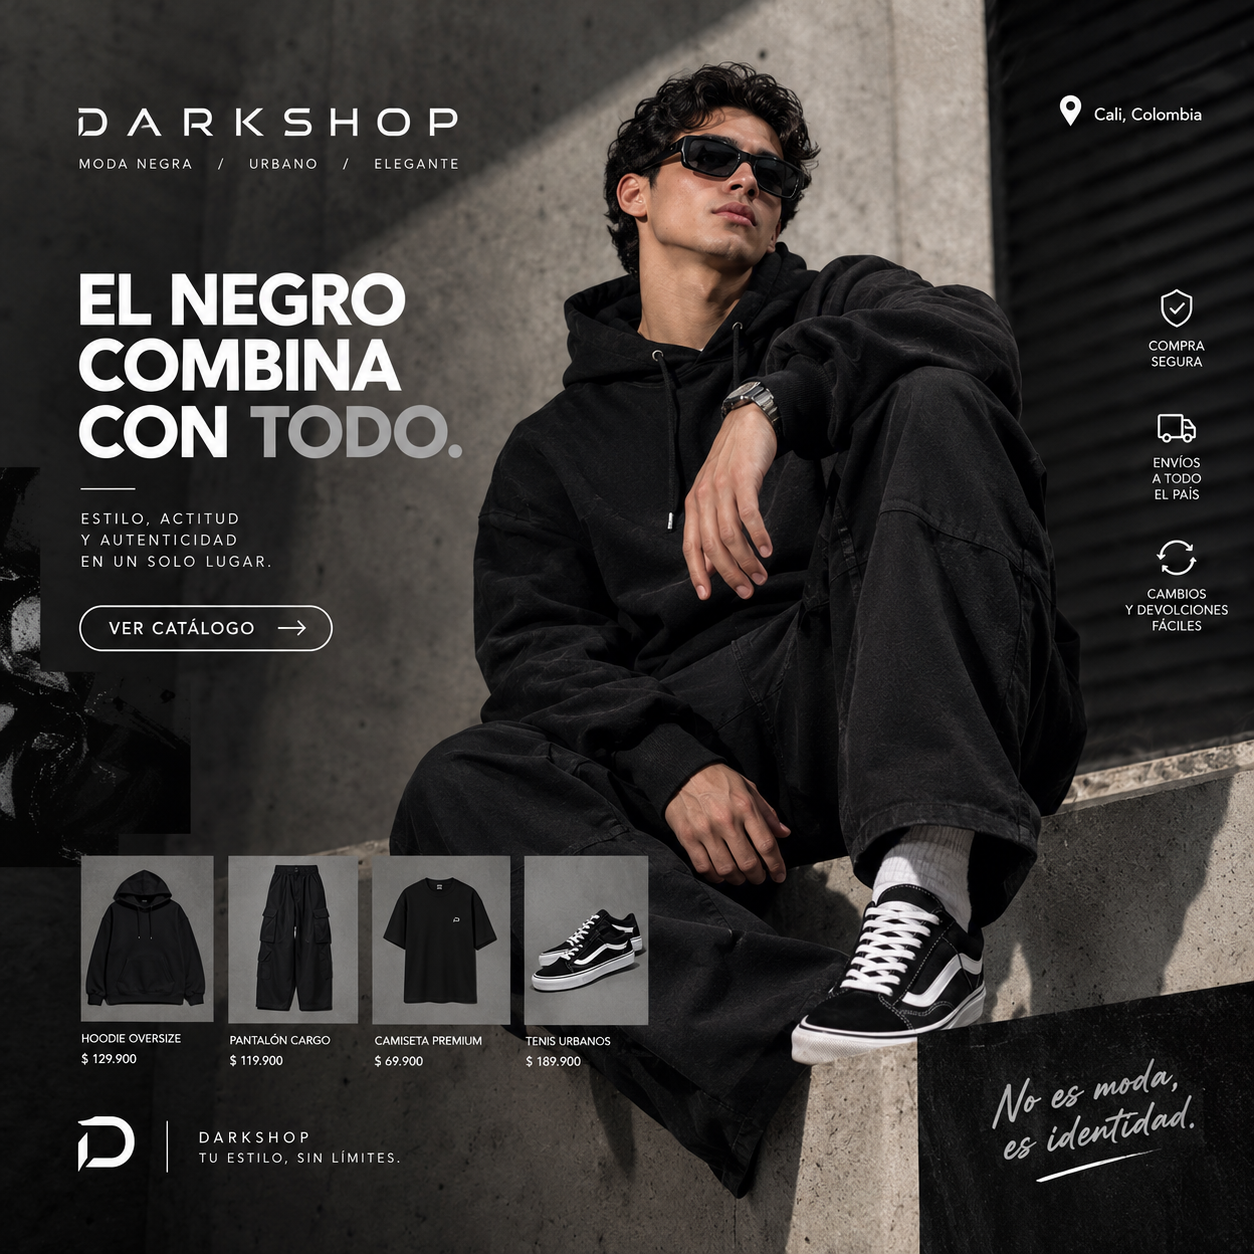 DARKSHOP
MODA NEGRA / URBANO / ELEGANTE
Cali, Colombia
EL NEGRO
COMBINA
CON TODO.
ESTILO, ACTITUD
Y AUTENTICIDAD
EN UN SOLO LUGAR.
VER CATÁLOGO
COMPRA
SEGURA
ENVÍOS
A TODO
EL PAÍS
CAMBIOS
Y DEVOLCIONES
FÁCILES
HOODIE OVERSIZE
$ 129.900
PANTALÓN CARGO
$ 119.900
CAMISETA PREMIUM
$ 69.900
TENIS URBANOS
$ 189.900
DARKSHOP
TU ESTILO, SIN LÍMITES.
No es moda,
es identidad.